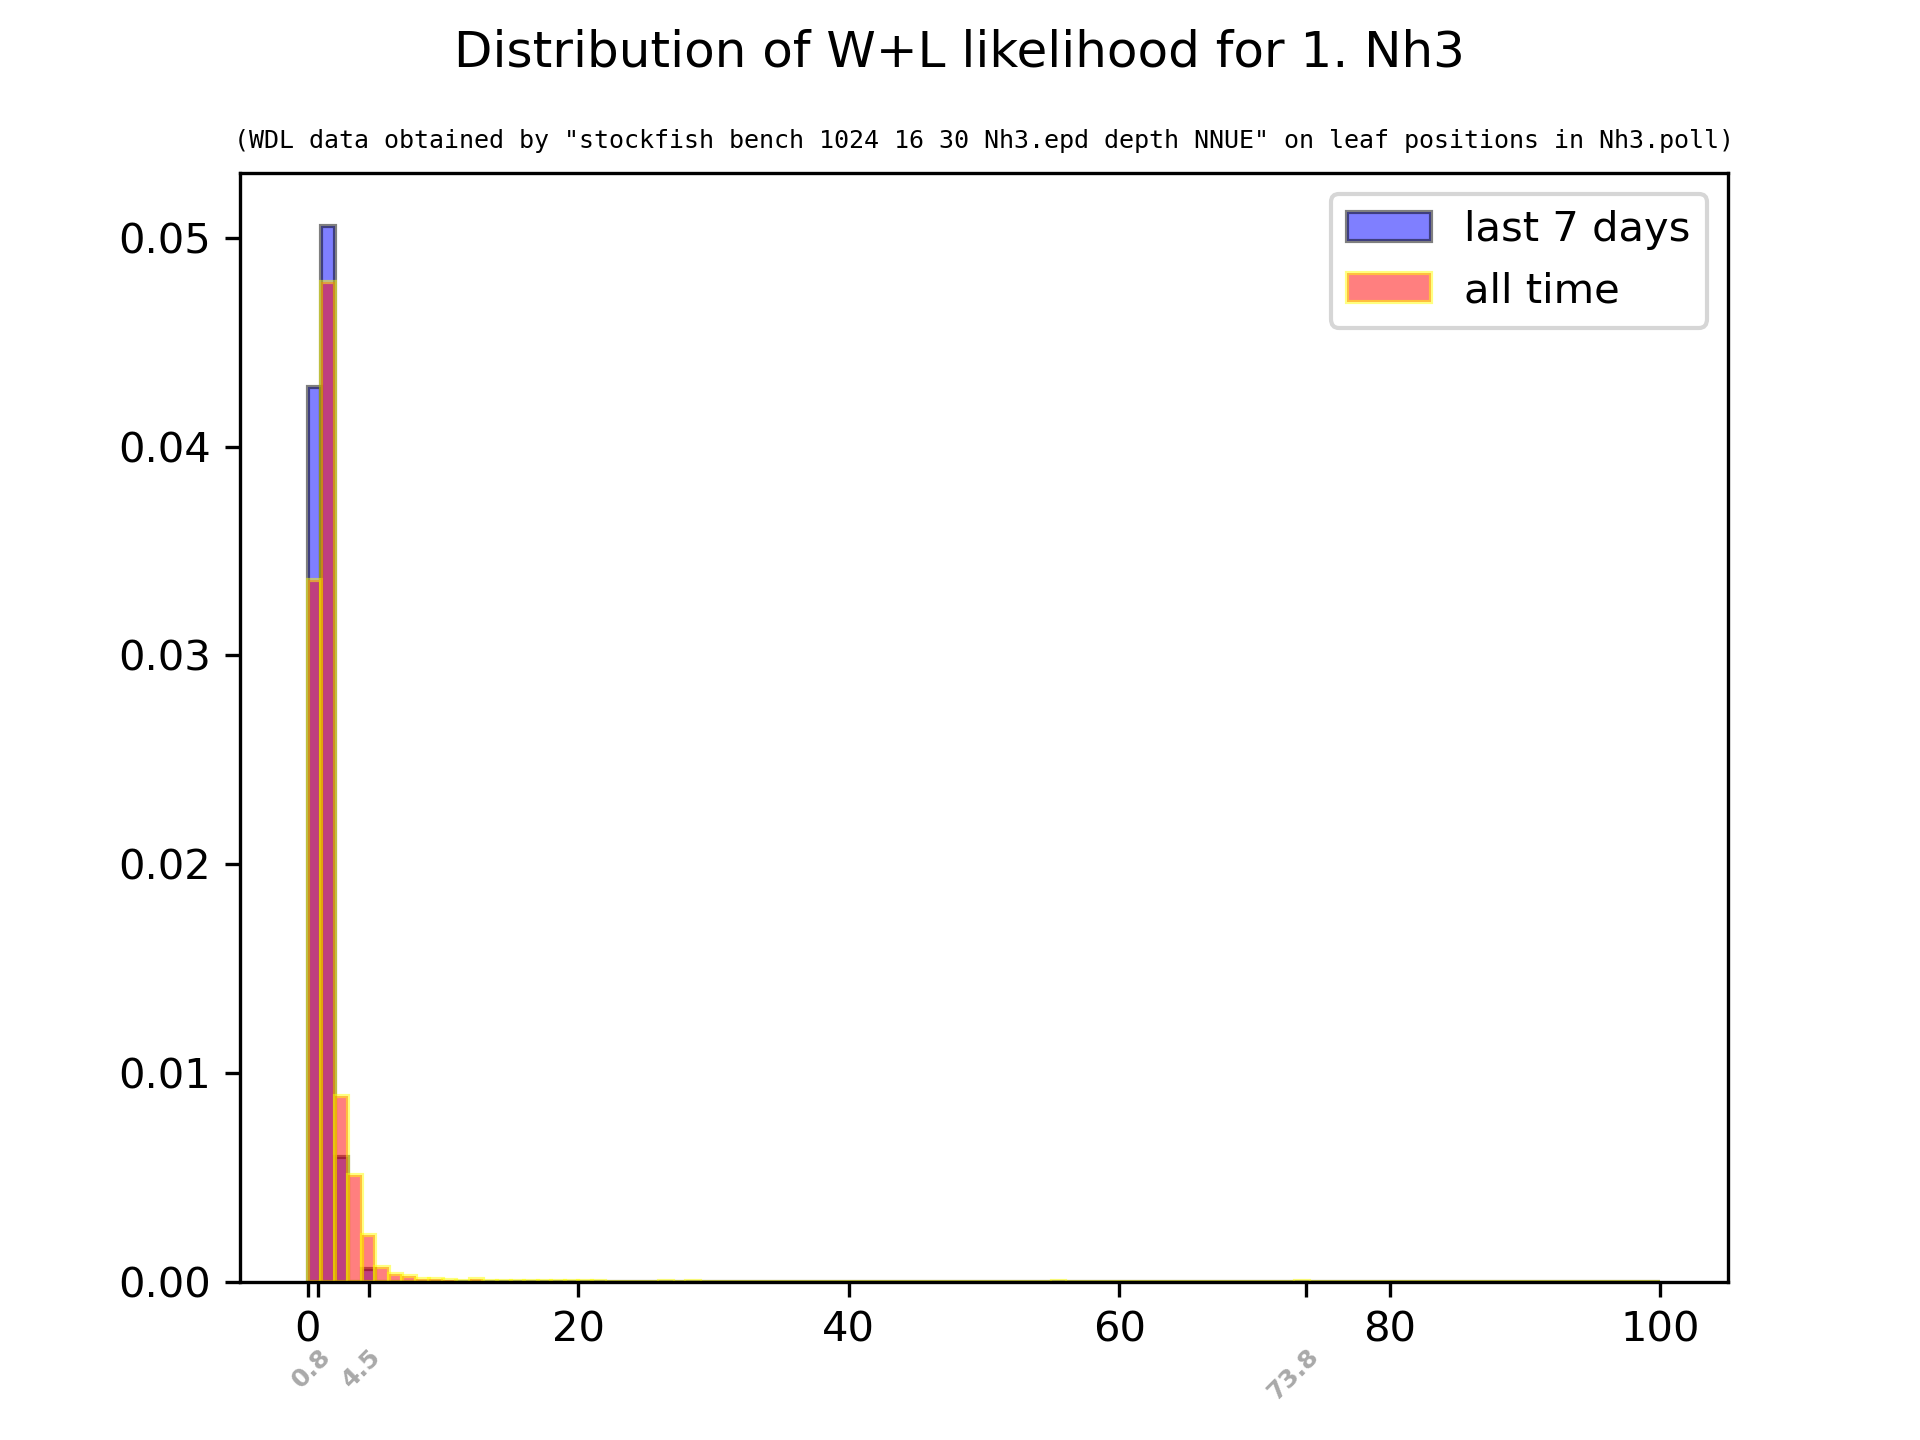 Distribution of W+L likelihood for 1. Nh3
(WDL data obtained by "stockfish bench 1024 16 30 Nh3.epd depth NNUE" on leaf positions in Nh3.poll)
last 7 days
all time
0.05
0.04
0.03
0.02
0.01
0.00
0 20 40 60 80 100
0.8 4.5 73.8